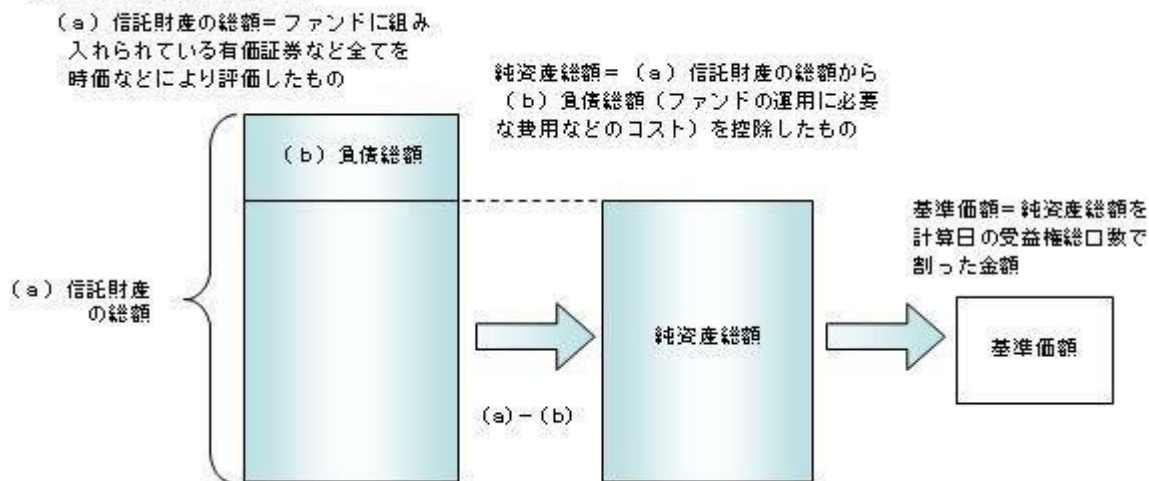 (a)信託財産の総額=ファンドに組み
入れられている有価証券など全てを
時価などにより評価したもの
純資産総額=(a)信託財産の総額から
(b)負債総額(ファンドの運用に必要
な費用などのコスト)を控除したもの
(b)負債総額
基準価額=純資産総額を
計算日の受益権総口数で
割った金額
(a)信託財産
の総額
純資産総額
基準価額
(a)-(b)